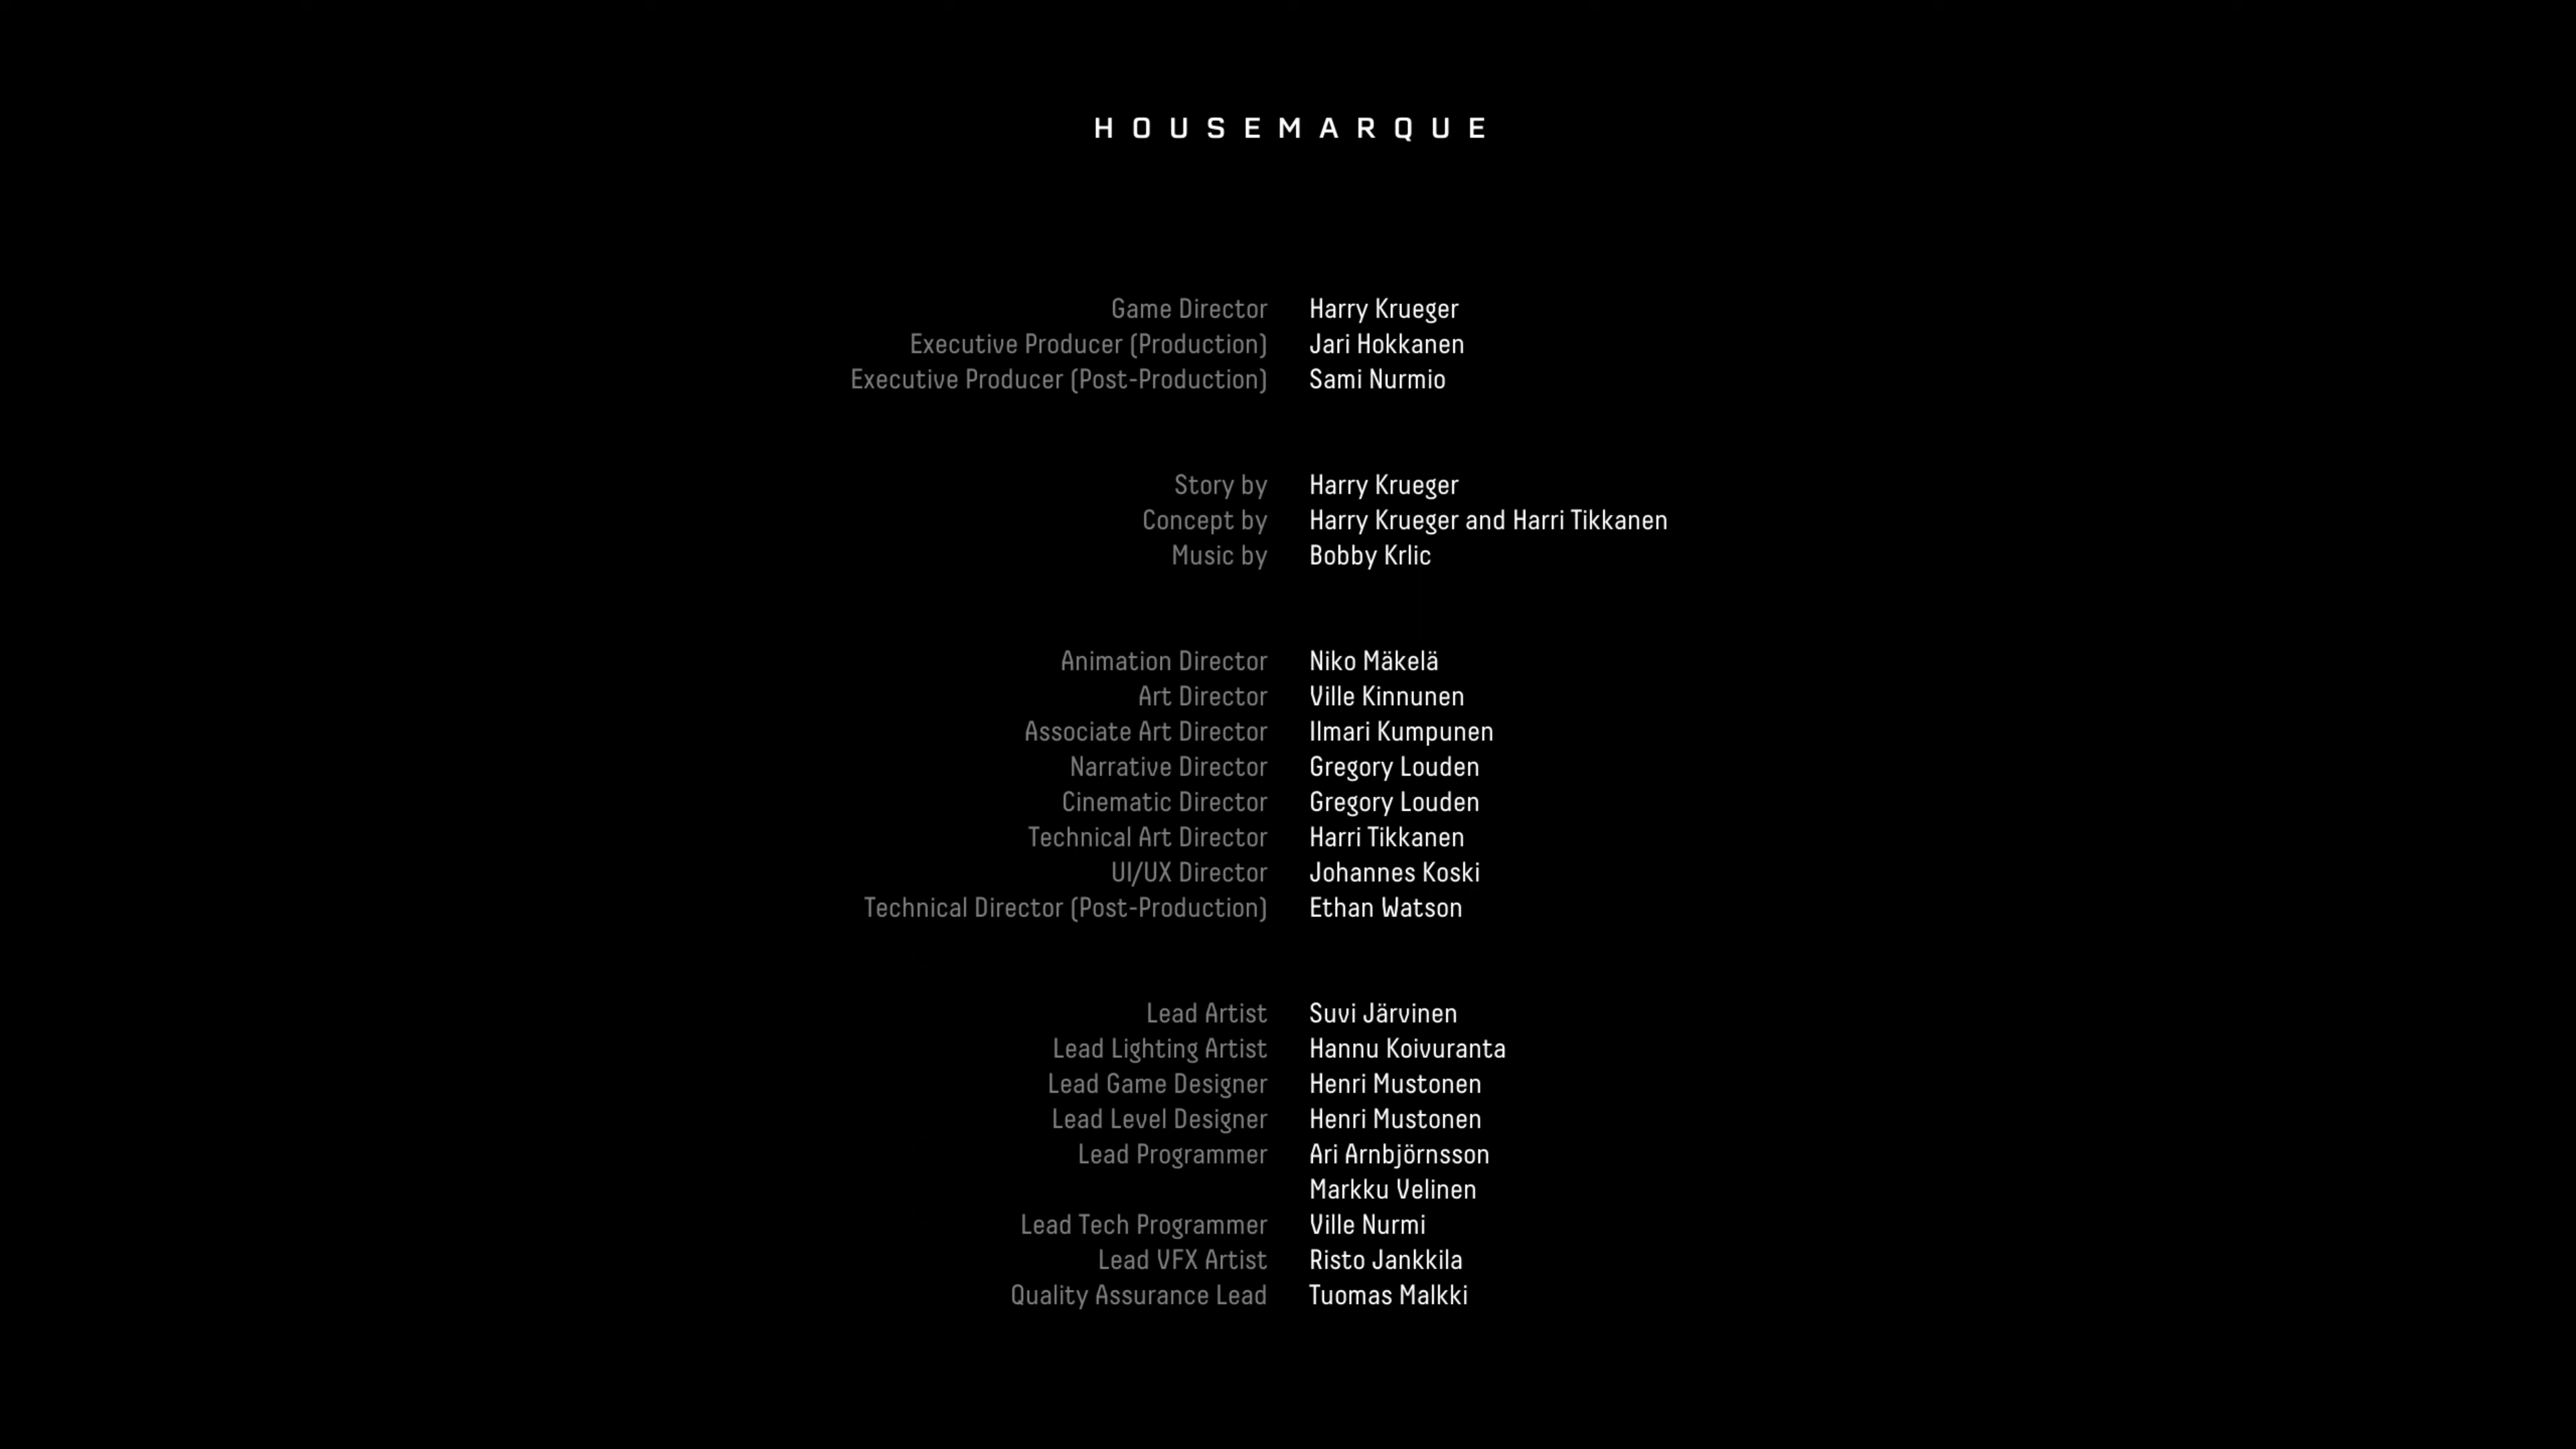 HOUSEMARQUE
Game Director Harry Krueger
Executive Producer (Production) Jari Hokkanen
Executive Producer (Post-Production) Sami Nurmio
Story by Harry Krueger
Concept by Harry Krueger and Harri Tikkanen
Music by Bobby Krlic
Animation Director Niko Mäkelä
Art Director Ville Kinnunen
Associate Art Director Ilmari Kumpunen
Narrative Director Gregory Louden
Cinematic Director Gregory Louden
Technical Art Director Harri Tikkanen
UI/UX Director Johannes Koski
Technical Director (Post-Production) Ethan Watson
Lead Artist Suvi Järvinen
Lead Lighting Artist Hannu Koivuranta
Lead Game Designer Henri Mustonen
Lead Level Designer Henri Mustonen
Lead Programmer Ari Arnbjörnsson
Markku Velinen
Lead Tech Programmer Ville Nurmi
Lead VFX Artist Risto Jankkila
Quality Assurance Lead Tuomas Malkki